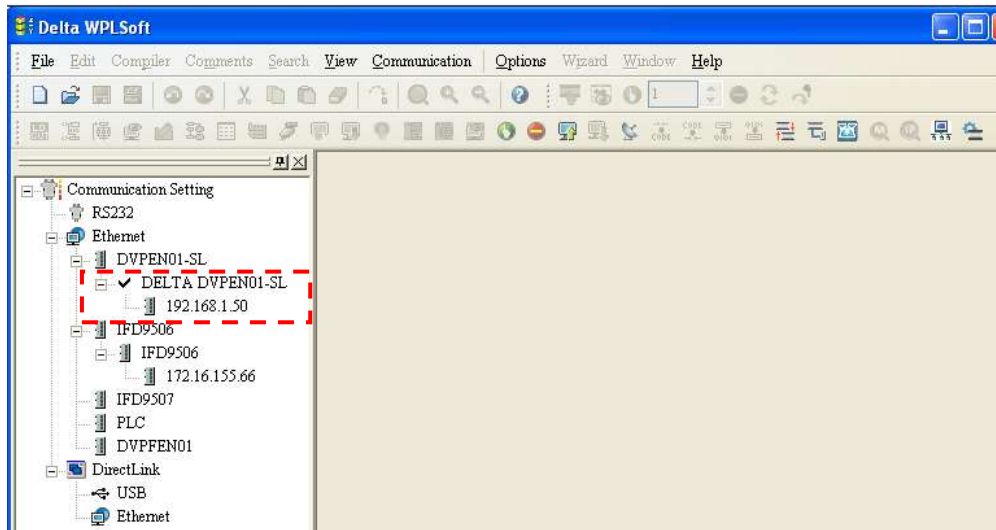 Delta WPLSoft
File Edit Compiler Comments Search View Communication Options Wizard Window Help
1
Communication Setting
RS232
Ethernet
DVPEN01-SL
DELTA DVPEN01-SL
192.168.1.50
IFD9506
IFD9506
172.16.155.66
IFD9507
PLC
DVPFEN01
DirectLink
USB
Ethernet